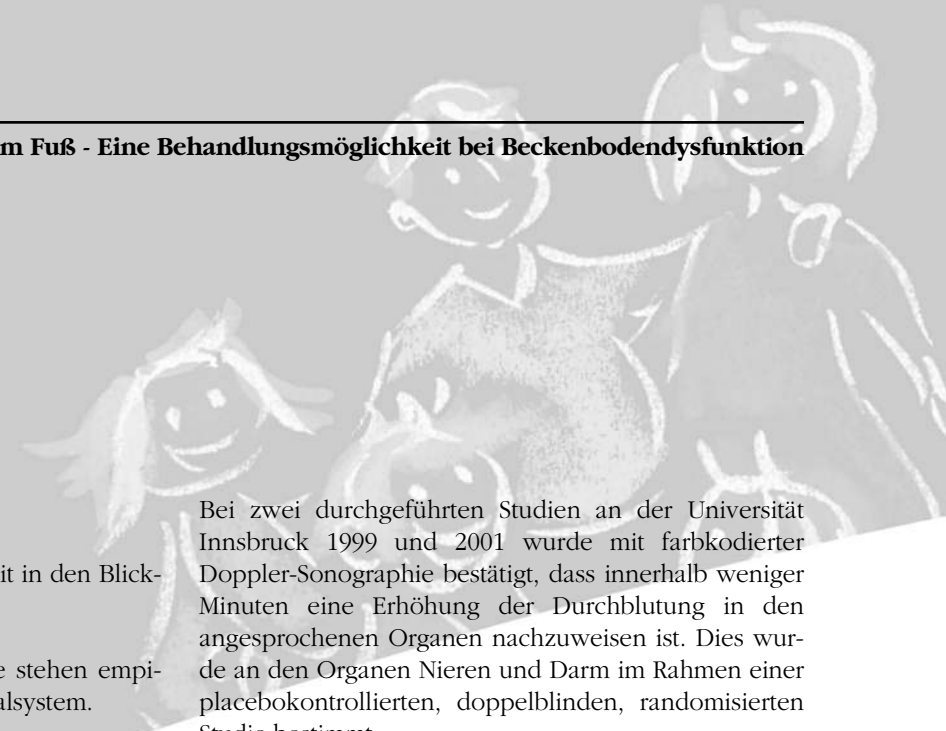 m Fuß - Eine Behandlungsmöglichkeit bei Beckenbodendysfunktion
it in den Blick-
e stehen empi-
alsystem.
Bei zwei durchgeführten Studien an der Universität
Innsbruck 1999 und 2001 wurde mit farbkodierter
Doppler-Sonographie bestätigt, dass innerhalb weniger
Minuten eine Erhöhung der Durchblutung in den
angesprochenen Organen nachzuweisen ist. Dies wur-
de an den Organen Nieren und Darm im Rahmen einer
placebokontrollierten, doppelblinden, randomisierten
Studie bestimmt